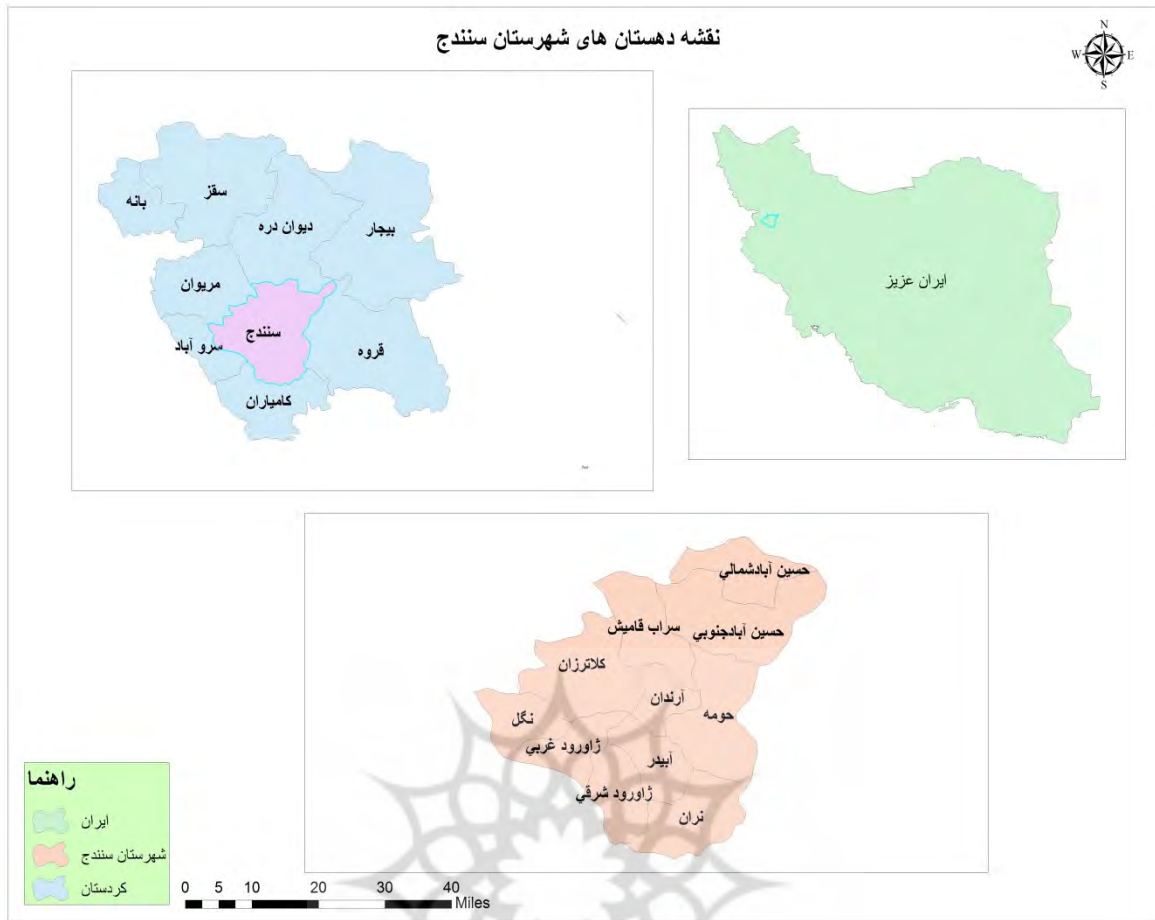 نقشه دهستان های شهرستان سنندج
N
W E
S
سقز
بانه
دیوان دره
بیجار
مریوان
سنندج
سرو آباد
قروه
کامیاران
ایران عزیز
حسین آبادشمالي
سراب قامیش
حسین آبادجنوبي
کلاترزان
آرندان
حومه
نگل
ژاورود غربي
آبیدر
ژاورود شرقي
نران
راهنما
ایران
شهرستان سنندج
کردستان
0 5 10 20 30 40
Miles